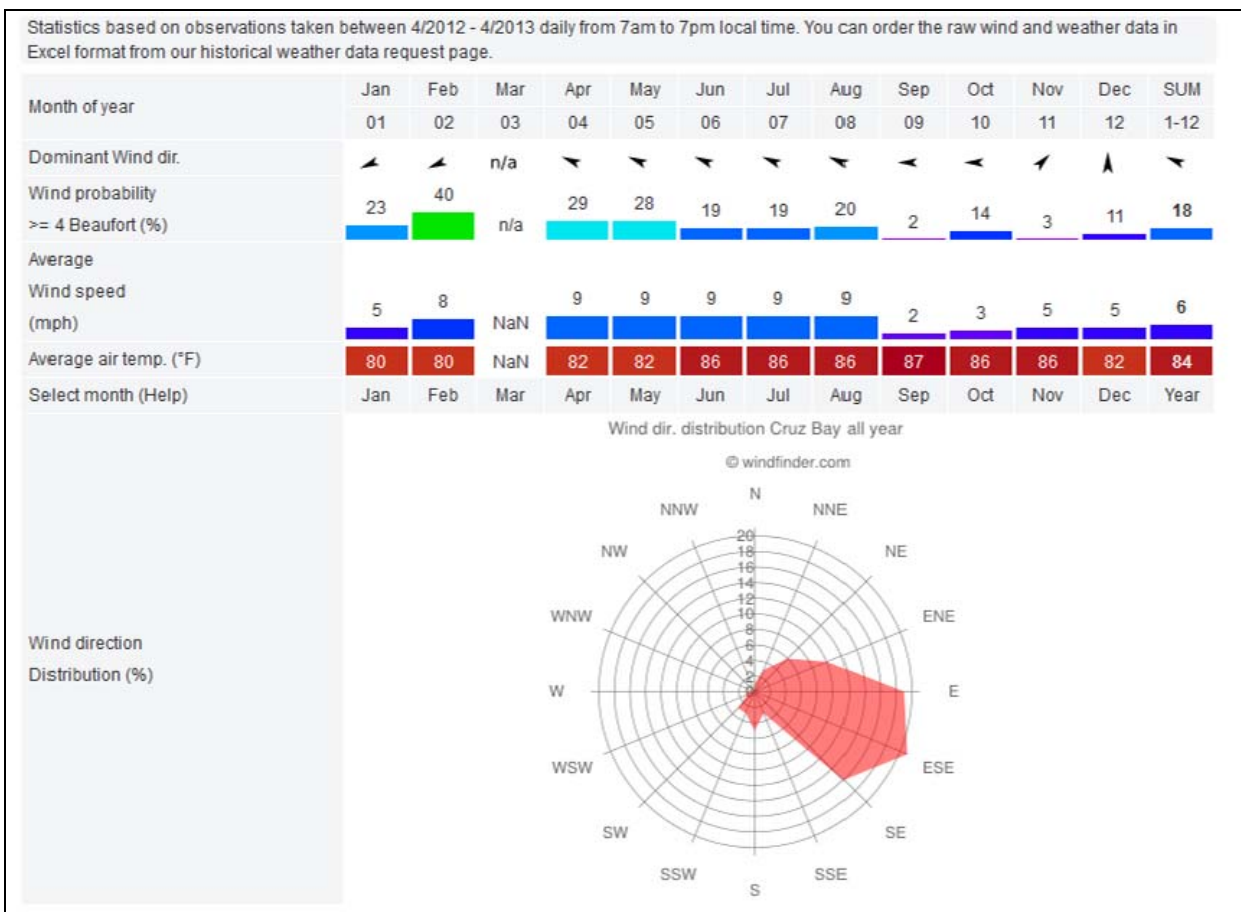 Statistics based on observations taken between 4/2012 - 4/2013 daily from 7am to 7pm local time. You can order the raw wind and weather data in
Excel format from our historical weather data request page.
Month of year Jan Feb Mar Apr May Jun Jul Aug Sep Oct Nov Dec SUM
01 02 03 04 05 06 07 08 09 10 11 12 1-12
Dominant Wind dir. n/a
Wind probability
>= 4 Beaufort (%) 23 40 n/a 29 28 19 19 20 2 14 3 11 18
Average
Wind speed
(mph) 5 8 NaN 9 9 9 9 9 2 3 5 5 6
Average air temp. (°F) 80 80 NaN 82 82 86 86 86 87 86 86 82 84
Select month (Help) Jan Feb Mar Apr May Jun Jul Aug Sep Oct Nov Dec Year
Wind dir. distribution Cruz Bay all year
© windfinder.com
N
NNW NNE
NW NE
WNW ENE
20
18
16
14
12
10
8
6
4
2
0
Wind direction
Distribution (%)
W E
WSW ESE
SW SE
SSW SSE
S